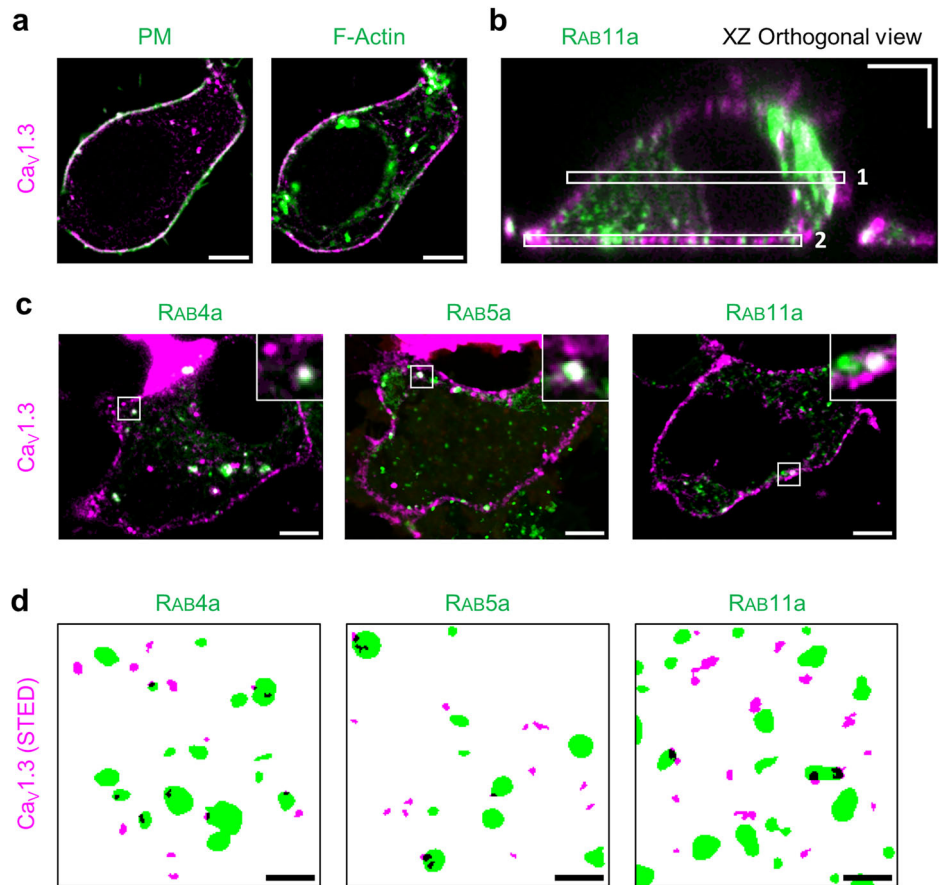 a
PM
F-Actin
CaV1.3
b
RAB11a
XZ Orthogonal view
1
2
c
RAB4a
RAB5a
RAB11a
CaV1.3
d
RAB4a
RAB5a
RAB11a
CaV1.3 (STED)